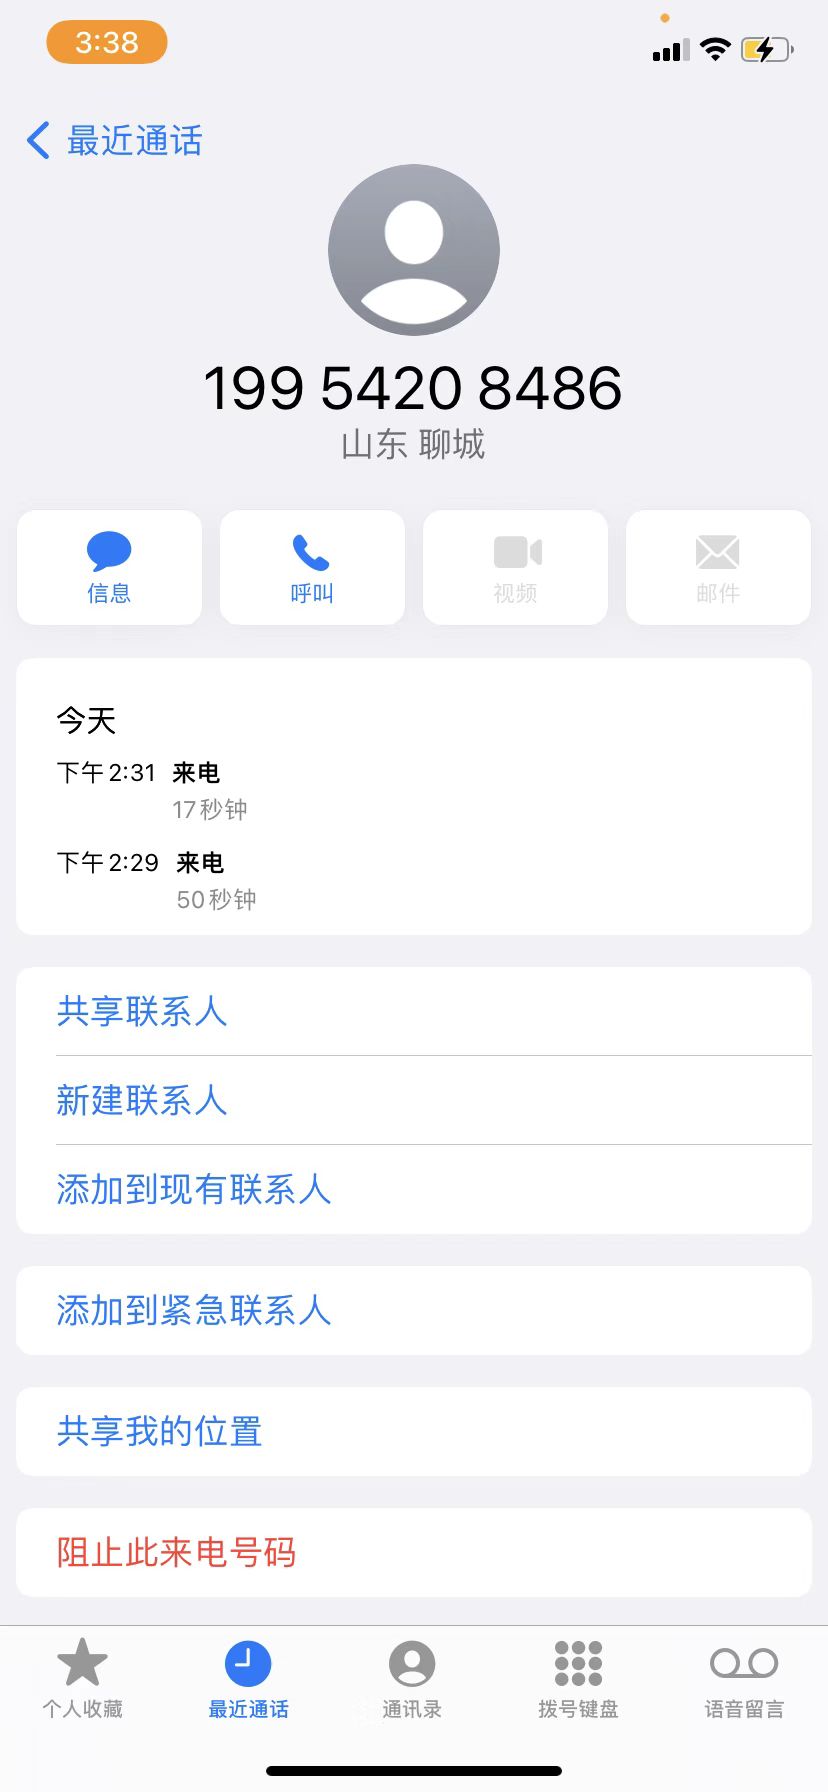 3:38
最近通话
199 5420 8486
山东 聊城
信息 呼叫 视频 邮件
今天
下午 2:31 来电
17 秒钟
下午 2:29 来电
50 秒钟
共享联系人
新建联系人
添加到现有联系人
添加到紧急联系人
共享我的位置
阻止此来电号码
个人收藏 最近通话 通讯录 拨号键盘 语音留言